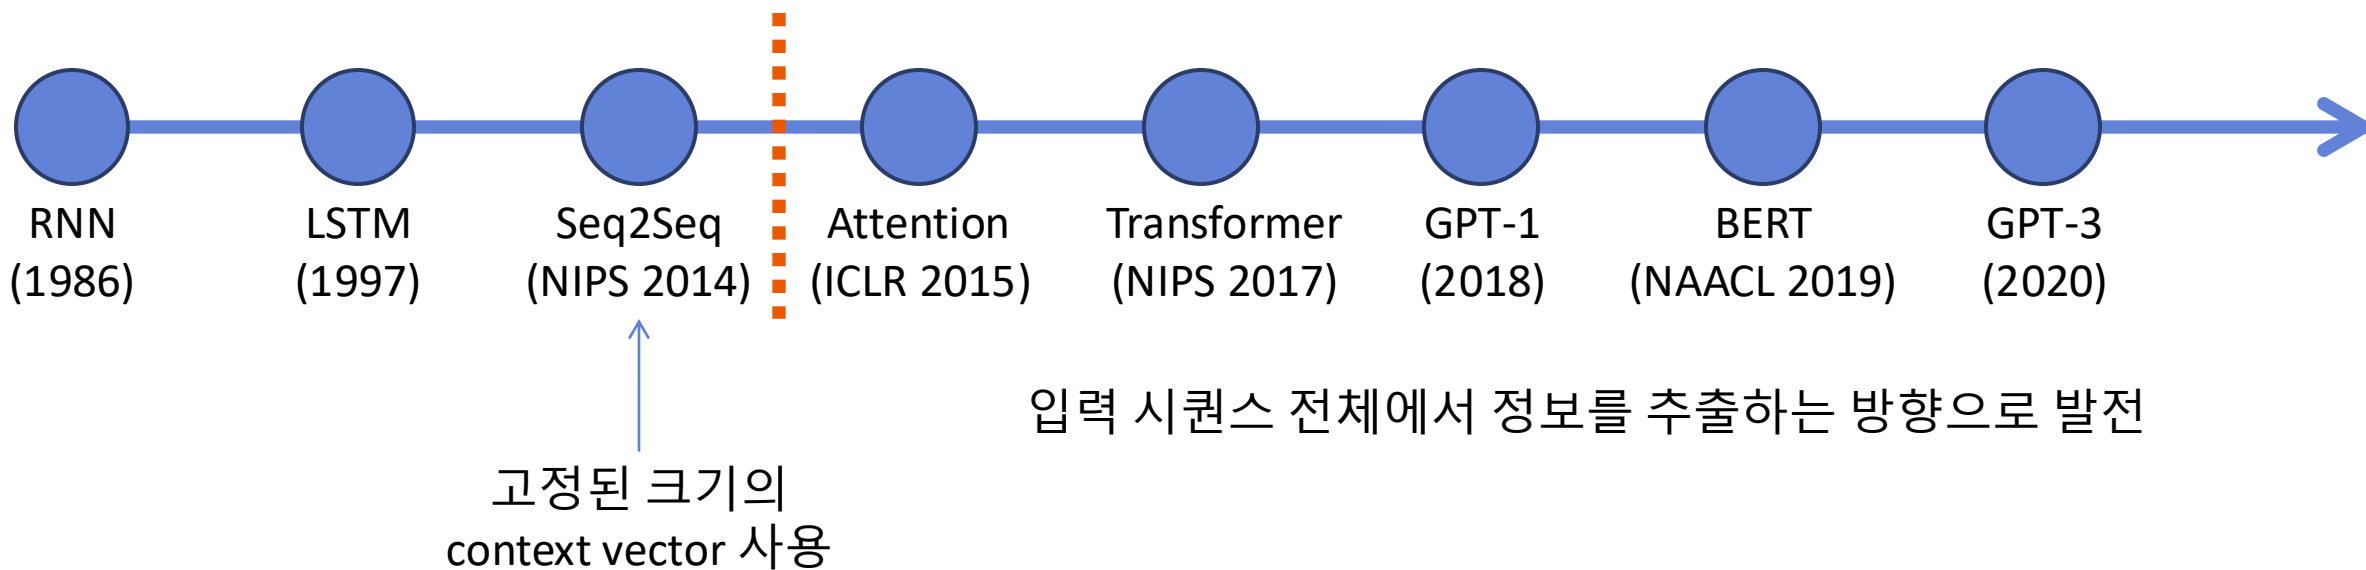 RNN
(1986)
LSTM
(1997)
Seq2Seq
(NIPS 2014)
Attention
(ICLR 2015)
Transformer
(NIPS 2017)
GPT-1
(2018)
BERT
(NAACL 2019)
GPT-3
(2020)
고정된 크기의
context vector 사용
입력 시퀀스 전체에서 정보를 추출하는 방향으로 발전